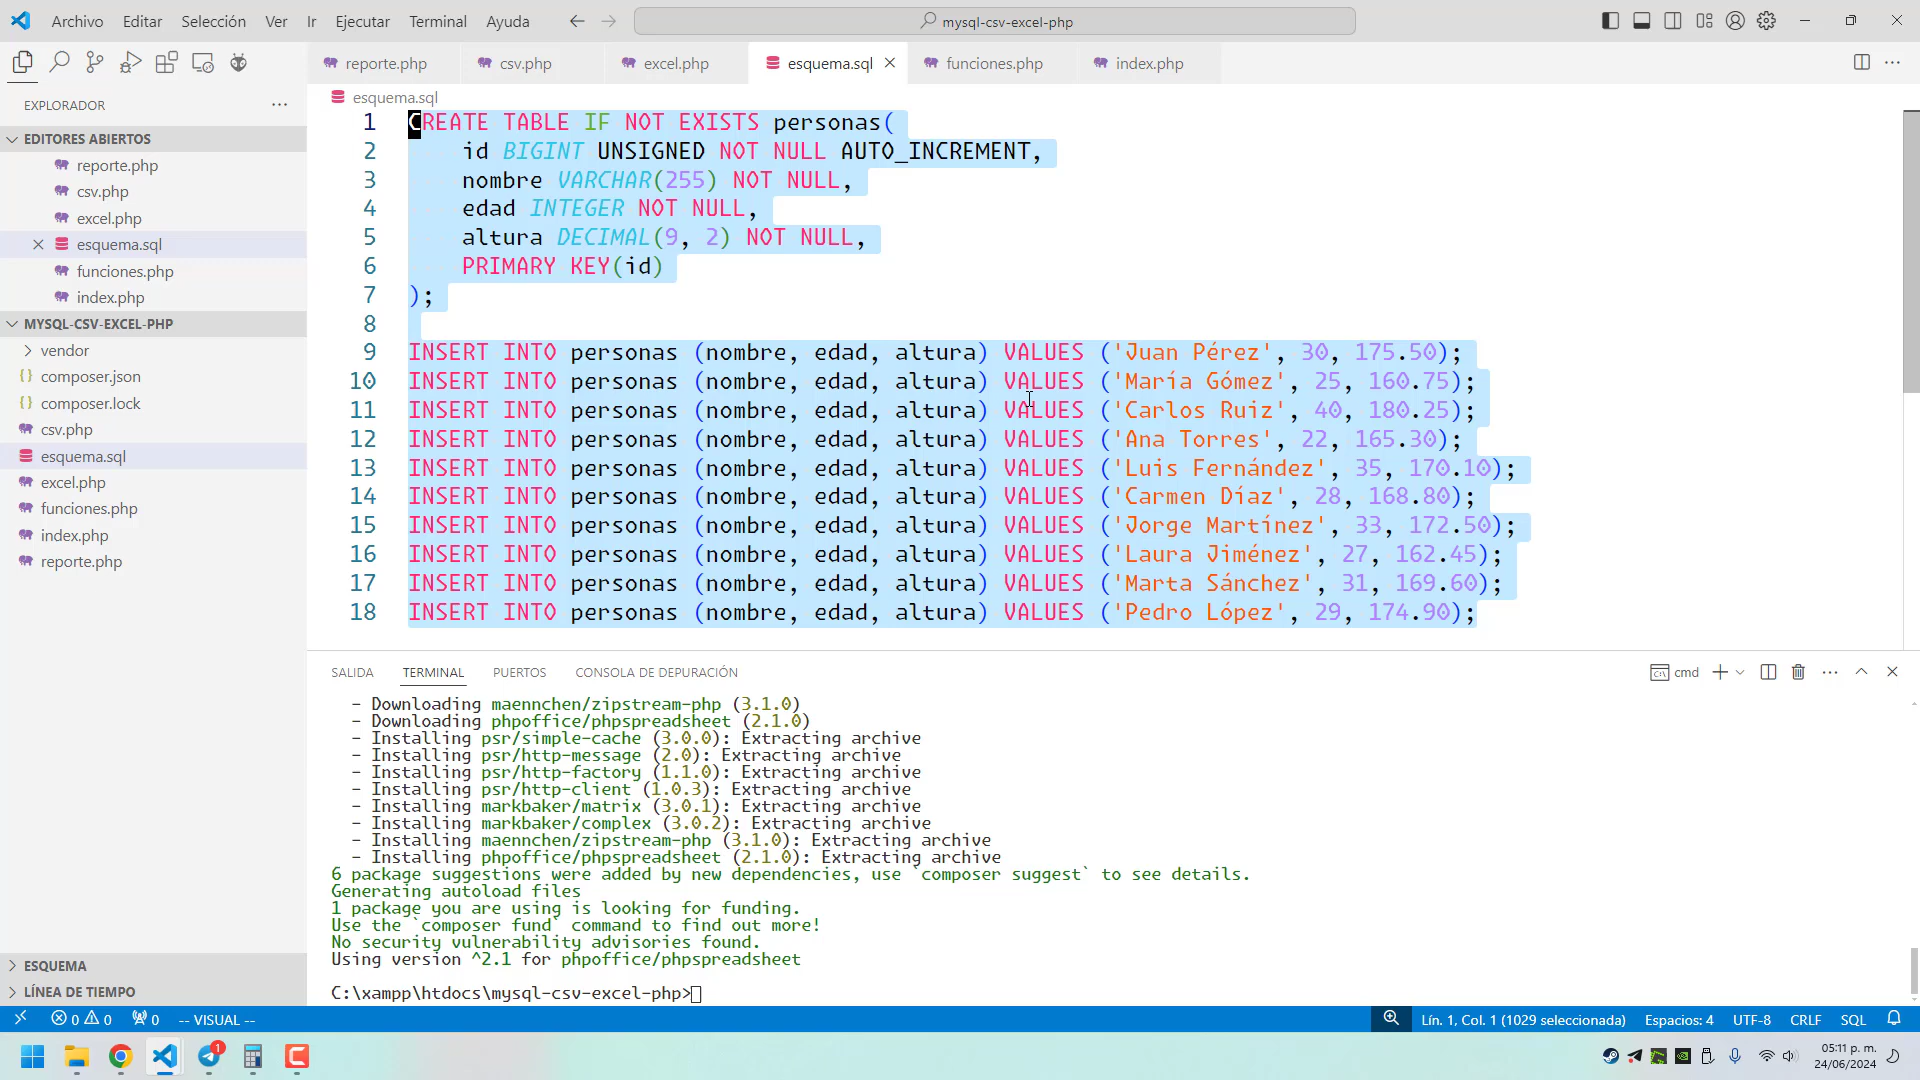 Archivo Editar Selección Ver Ir Ejecutar Terminal Ayuda
mysql-csv-excel-php
EXPLORADOR
EDITORES ABIERTOS
reporte.php
csv.php
excel.php
esquema.sql
funciones.php
index.php
MYSQL-CSV-EXCEL-PHP
vendor
composer.json
composer.lock
csv.php
esquema.sql
excel.php
funciones.php
index.php
reporte.php
ESQUEMA
LÍNEA DE TIEMPO
reporte.php csv.php excel.php esquema.sql funciones.php index.php
esquema.sql
1 CREATE TABLE IF NOT EXISTS personas(
2 id BIGINT UNSIGNED NOT NULL AUTO_INCREMENT,
3 nombre VARCHAR(255) NOT NULL,
4 edad INTEGER NOT NULL,
5 altura DECIMAL(9, 2) NOT NULL,
6 PRIMARY KEY(id)
7 );
8
9 INSERT INTO personas (nombre, edad, altura) VALUES ('Juan Pérez', 30, 175.50);
10 INSERT INTO personas (nombre, edad, altura) VALUES ('María Gómez', 25, 160.75);
11 INSERT INTO personas (nombre, edad, altura) VALUES ('Carlos Ruiz', 40, 180.25);
12 INSERT INTO personas (nombre, edad, altura) VALUES ('Ana Torres', 22, 165.30);
13 INSERT INTO personas (nombre, edad, altura) VALUES ('Luis Fernández', 35, 170.10);
14 INSERT INTO personas (nombre, edad, altura) VALUES ('Carmen Díaz', 28, 168.80);
15 INSERT INTO personas (nombre, edad, altura) VALUES ('Jorge Martínez', 33, 172.50);
16 INSERT INTO personas (nombre, edad, altura) VALUES ('Laura Jiménez', 27, 162.45);
17 INSERT INTO personas (nombre, edad, altura) VALUES ('Marta Sánchez', 31, 169.60);
18 INSERT INTO personas (nombre, edad, altura) VALUES ('Pedro López', 29, 174.90);
SALIDA TERMINAL PUERTOS CONSOLA DE DEPURACIÓN
cmd
- Downloading maennchen/zipstream-php (3.1.0)
- Downloading phpoffice/phpspreadsheet (2.1.0)
- Installing psr/simple-cache (3.0.0): Extracting archive
- Installing psr/http-message (2.0): Extracting archive
- Installing psr/http-factory (1.1.0): Extracting archive
- Installing psr/http-client (1.0.3): Extracting archive
- Installing markbaker/matrix (3.0.1): Extracting archive
- Installing markbaker/complex (3.0.2): Extracting archive
- Installing maennchen/zipstream-php (3.1.0): Extracting archive
- Installing phpoffice/phpspreadsheet (2.1.0): Extracting archive
6 package suggestions were added by new dependencies, use `composer suggest` to see details.
Generating autoload files
1 package you are using is looking for funding.
Use the `composer fund` command to find out more!
No security vulnerability advisories found.
Using version ^2.1 for phpoffice/phpspreadsheet
C:\xampp\htdocs\mysql-csv-excel-php>
0 0 0 -- VISUAL -- Lín. 1, Col. 1 (1029 seleccionada) Espacios: 4 UTF-8 CRLF SQL
1
05:11 p. m.
24/06/2024